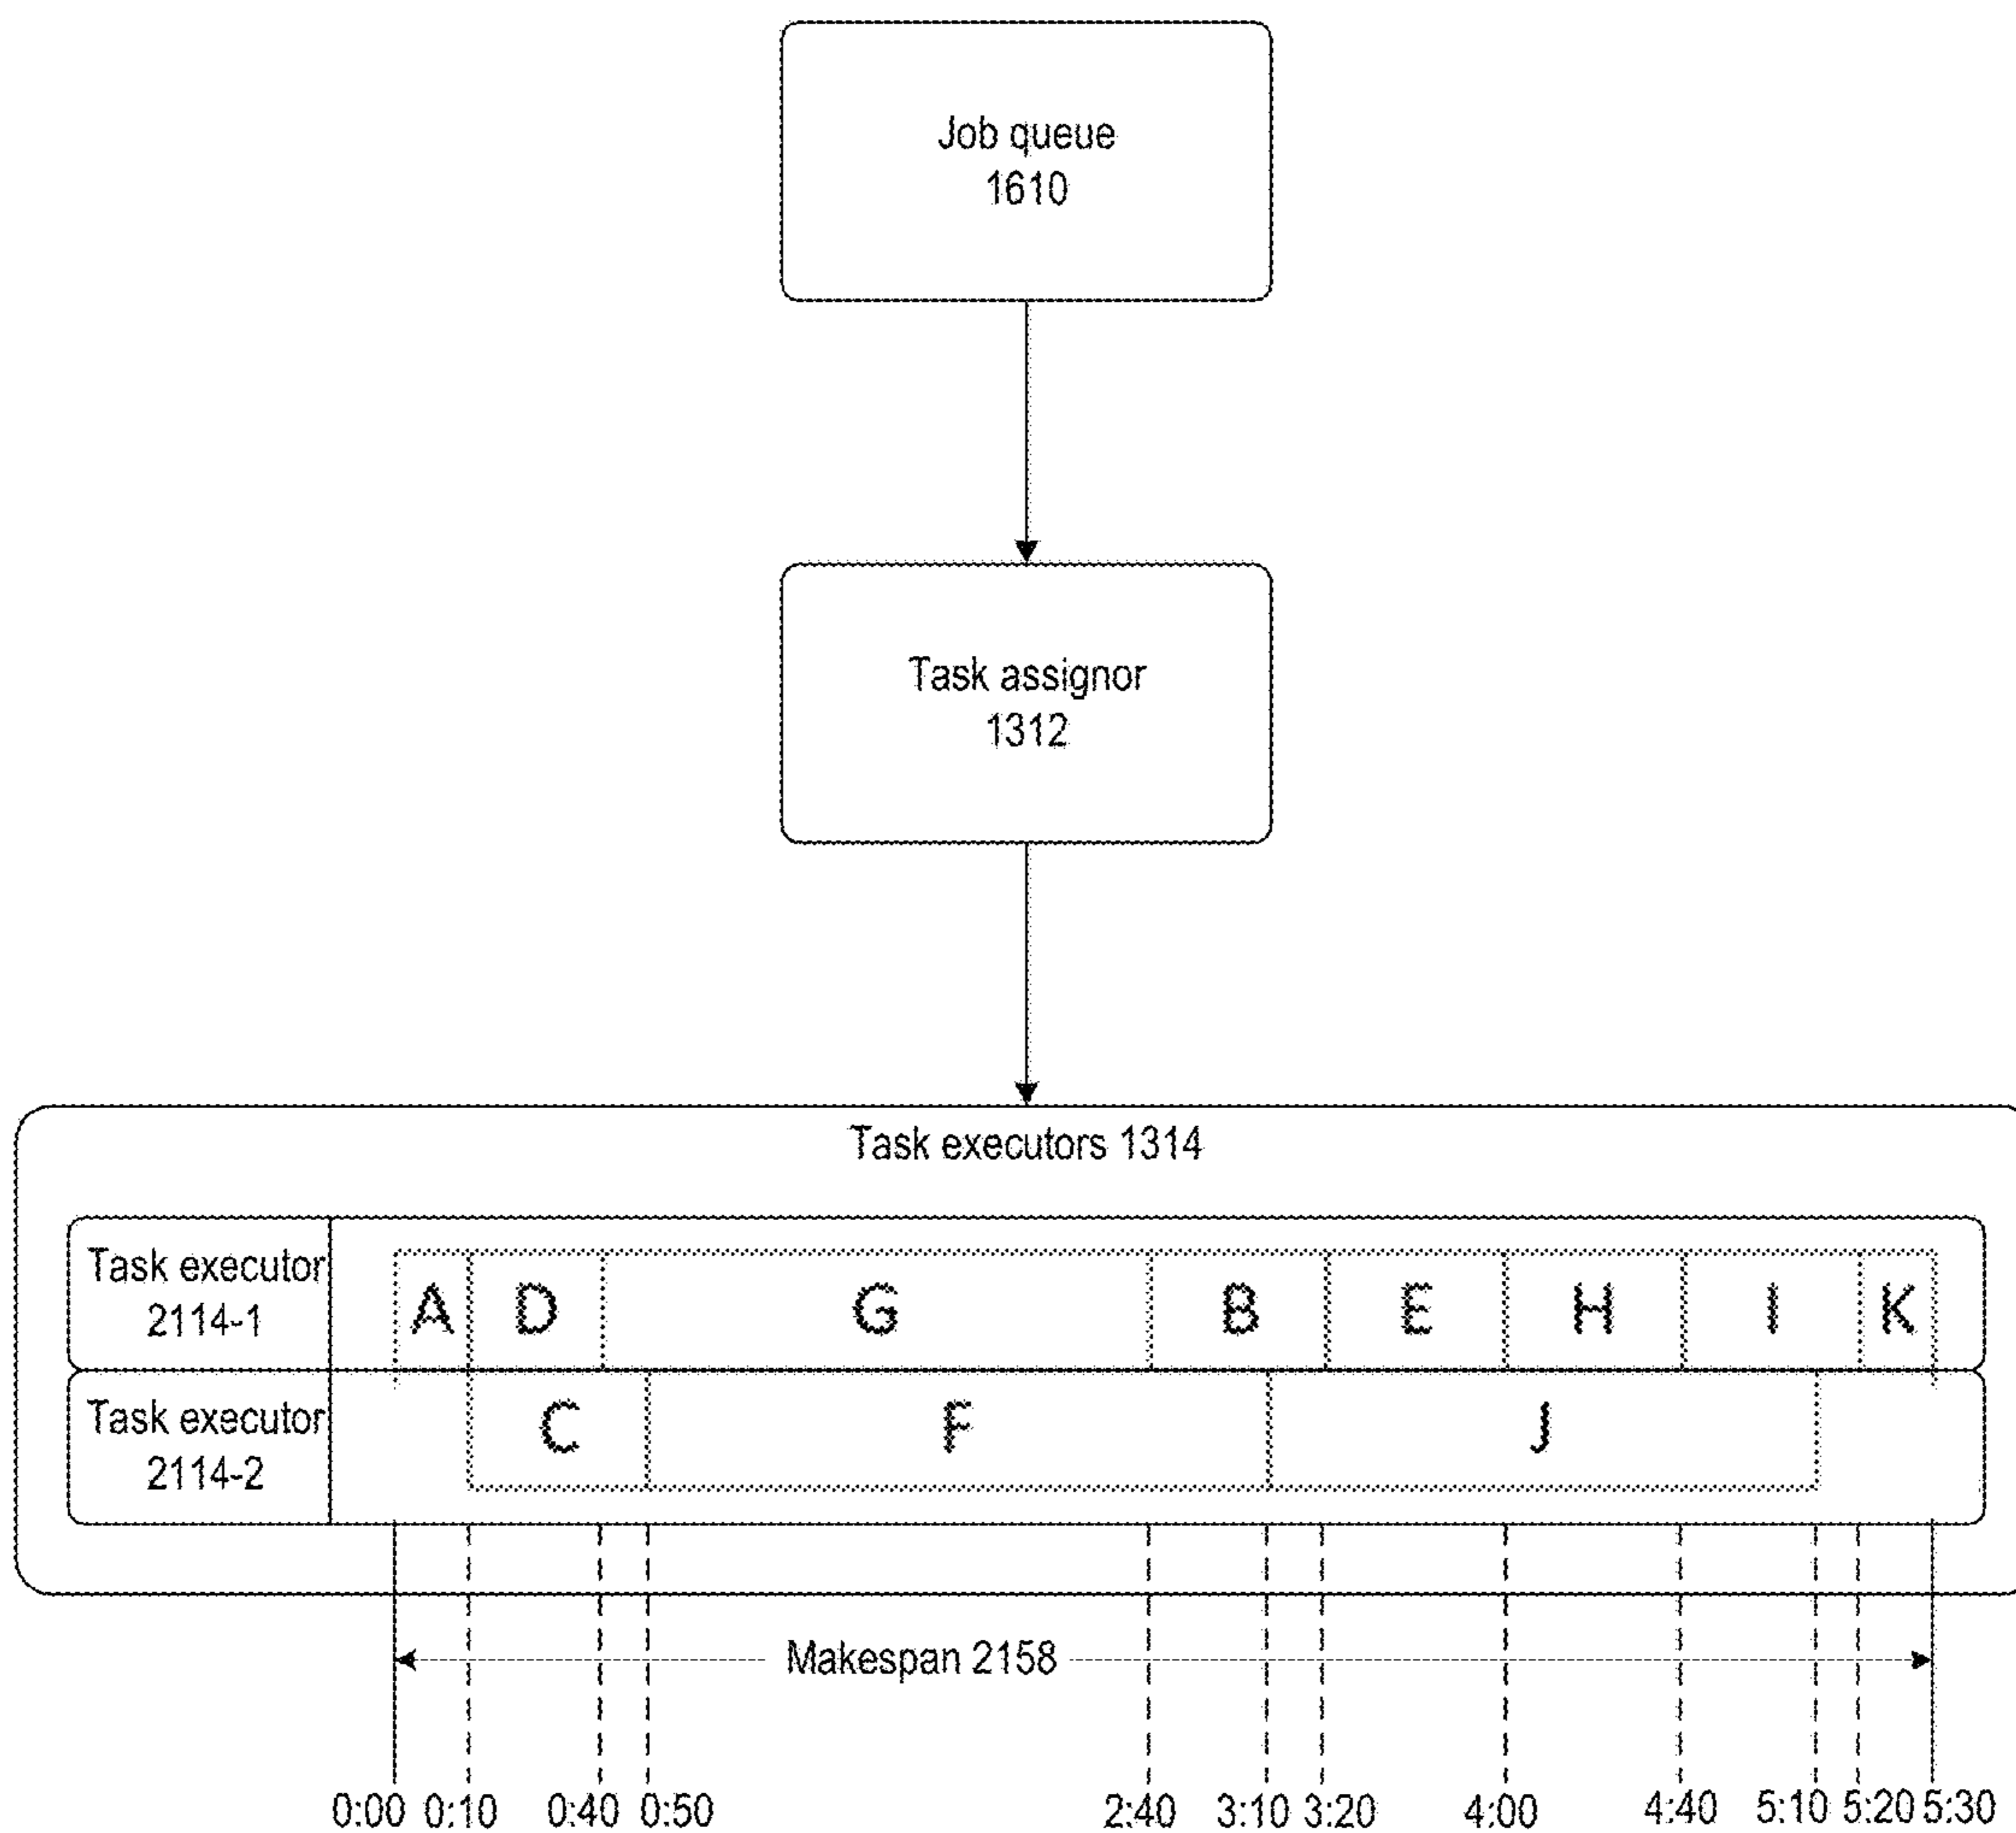 Job queue
1610
Task assignor
1312
Task executors 1314
Task executor
2114-1
A D G B E H I K
Task executor
2114-2
C F J
Makespan 2158
0:00 0:10 0:40 0:50 2:40 3:10 3:20 4:00 4:40 5:10 5:20 5:30